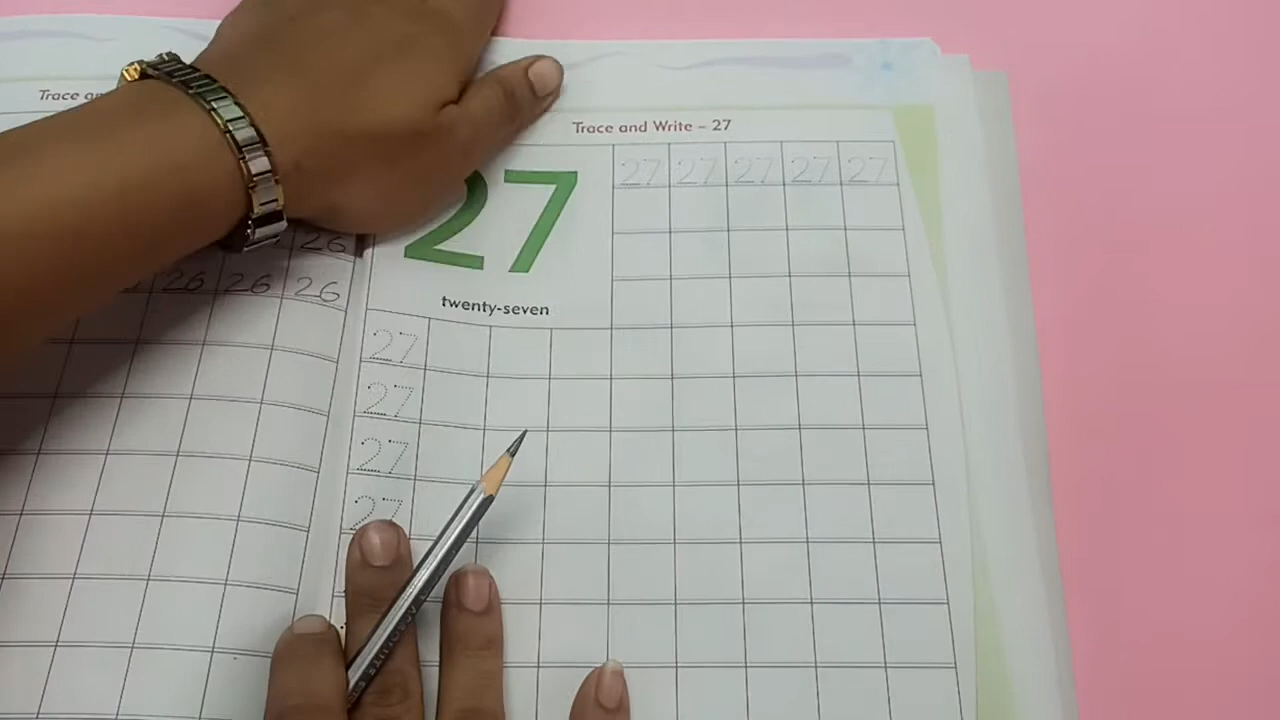 Trace
Trace and Write – 27
27 27 27 27 27
27
twenty-seven
26
26 26 26
27
27
27
27